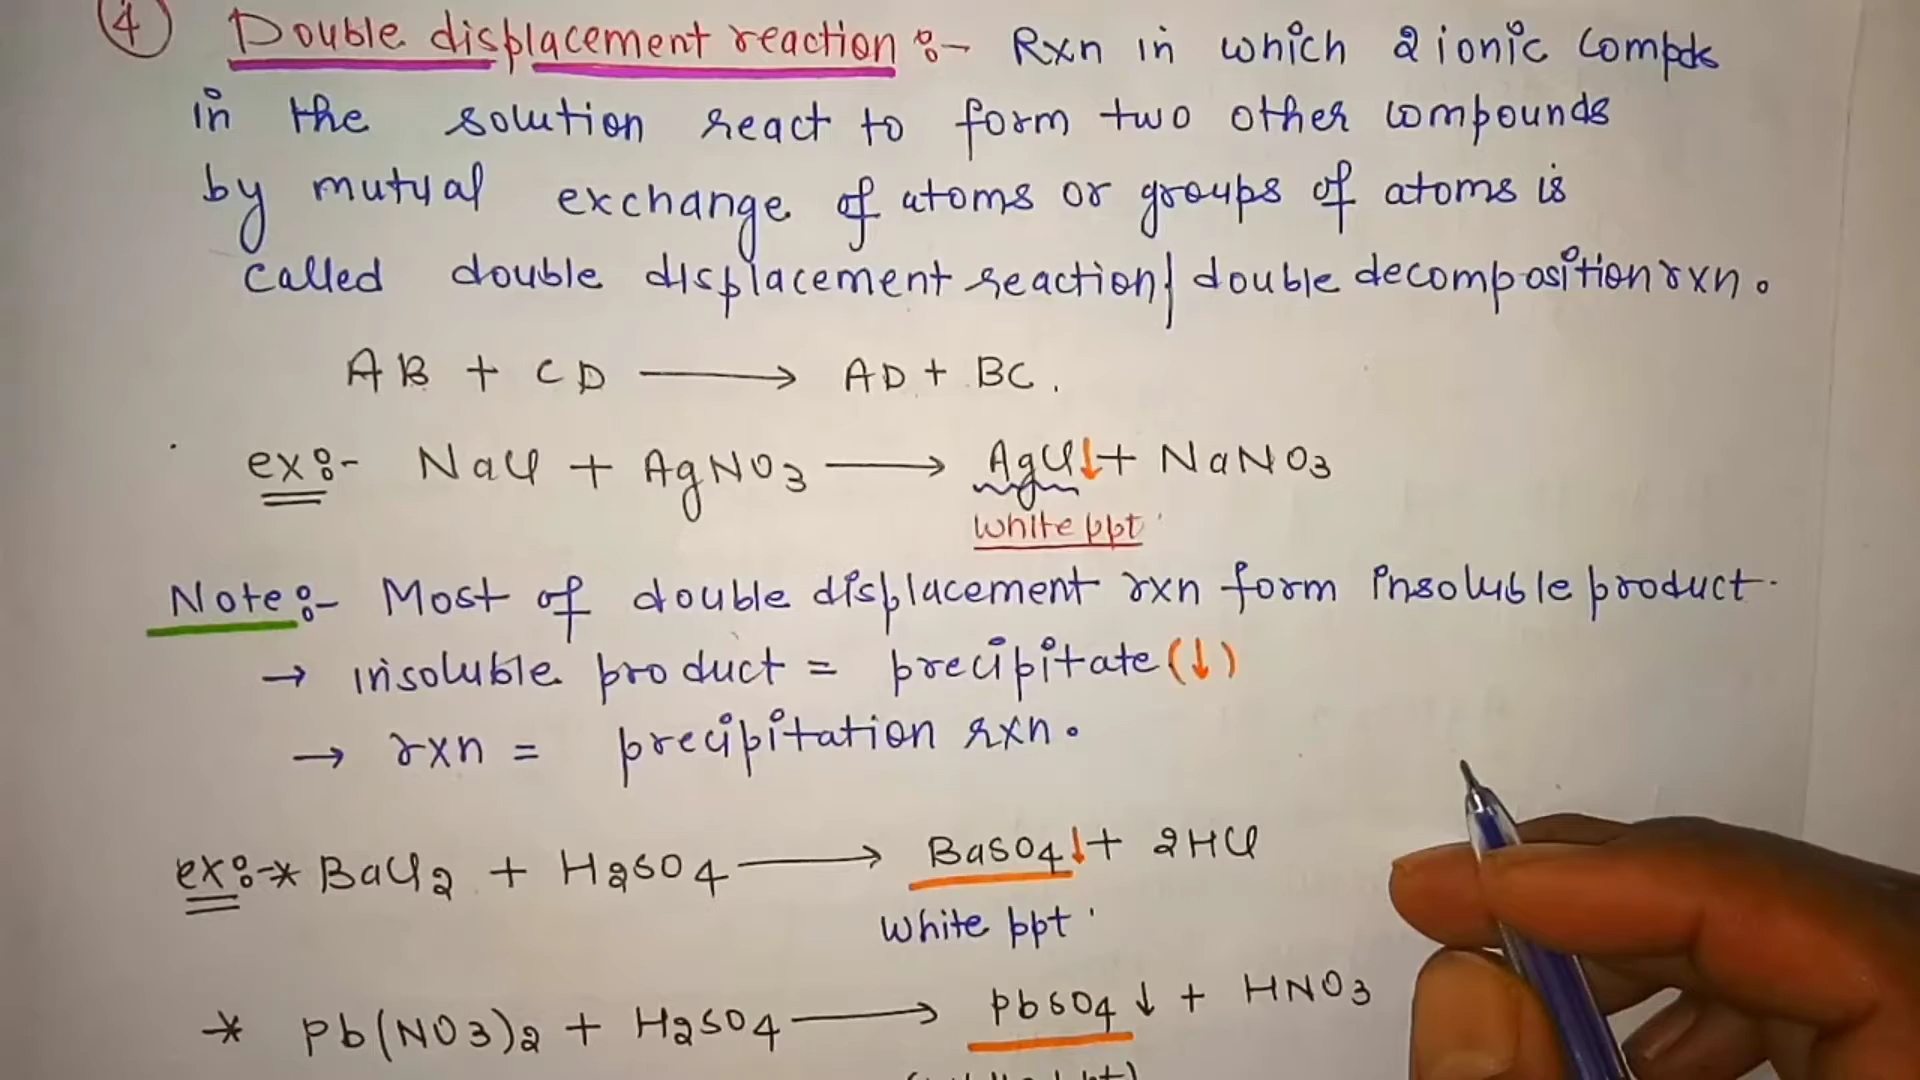 4 Double displacement reaction :- Rxn in which 2 ionic compds
in the solution react to form two other compounds
by mutual exchange of atoms or groups of atoms is
called double displacement reaction/ double decomposition rxn.
AB + CD ⟶ AD + BC.
ex:- NaCl + AgNO3 ⟶ AgCl↓ + NaNO3
white ppt
Note:- Most of double displacement rxn form insoluble product.
→ insoluble product = precipitate (↓)
→ rxn = precipitation rxn.
ex:-* BaCl2 + H2SO4 ⟶ BaSO4↓ + 2HCl
white ppt
* Pb(NO3)2 + H2SO4 ⟶ PbSO4 ↓ + HNO3